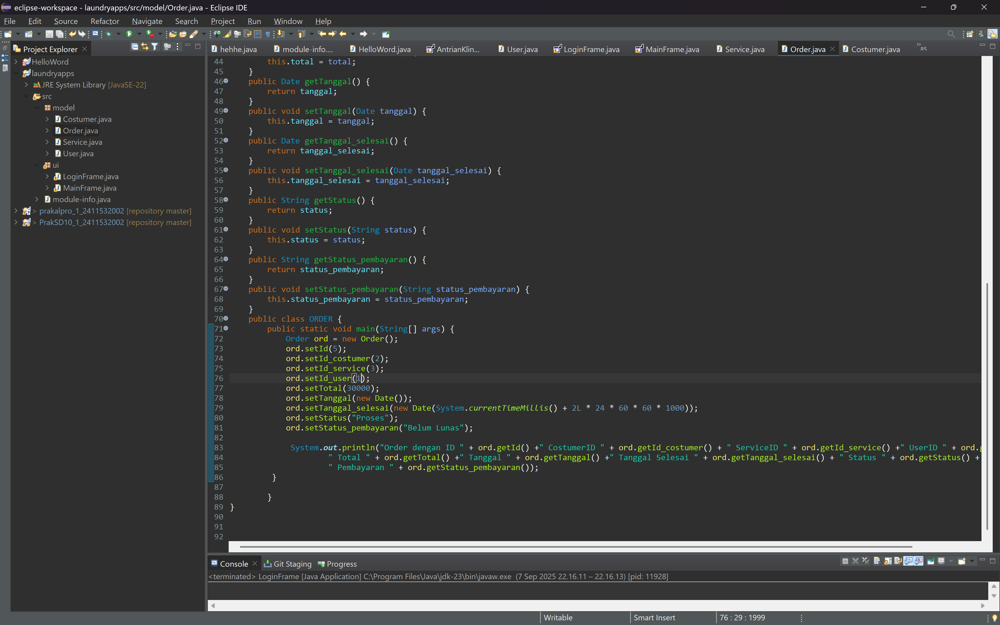 eclipse-workspace - laundryapps/src/model/Order.java - Eclipse IDE
File Edit Source Refactor Navigate Search Project Run Window Help
Project Explorer
HelloWord
laundryapps
JRE System Library [JavaSE-22]
src
model
Costumer.java
Order.java
Service.java
User.java
ui
LoginFrame.java
MainFrame.java
module-info.java
> prakalpro_1_2411532002 [repository master]
> PrakSD10_1_2411532002 [repository master]
hehhe.java module-info.... HelloWord.java AntrianKlin... User.java LoginFrame.java MainFrame.java Service.java Order.java Costumer.java »85
44 this.total = total;
45 }
46 public Date getTanggal() {
47 return tanggal;
48 }
49 public void setTanggal(Date tanggal) {
50 this.tanggal = tanggal;
51 }
52 public Date getTanggal_selesai() {
53 return tanggal_selesai;
54 }
55 public void setTanggal_selesai(Date tanggal_selesai) {
56 this.tanggal_selesai = tanggal_selesai;
57 }
58 public String getStatus() {
59 return status;
60 }
61 public void setStatus(String status) {
62 this.status = status;
63 }
64 public String getStatus_pembayaran() {
65 return status_pembayaran;
66 }
67 public void setStatus_pembayaran(String status_pembayaran) {
68 this.status_pembayaran = status_pembayaran;
69 }
70 public class ORDER {
71 public static void main(String[] args) {
72 Order ord = new Order();
73 ord.setId(5);
74 ord.setId_costumer(2);
75 ord.setId_service(3);
76 ord.setId_user(1);
77 ord.setTotal(30000);
78 ord.setTanggal(new Date());
79 ord.setTanggal_selesai(new Date(System.currentTimeMillis() + 2L * 24 * 60 * 60 * 1000));
80 ord.setStatus("Proses");
81 ord.setStatus_pembayaran("Belum Lunas");
82
83 System.out.println("Order dengan ID " + ord.getId() +" CostumerID " + ord.getId_costumer() + " ServiceID " + ord.getId_service() +" UserID " + ord.g
84 " Total " + ord.getTotal() +" Tanggal " + ord.getTanggal() +" Tanggal Selesai " + ord.getTanggal_selesai() + " Status " + ord.getStatus() +
85 " Pembayaran " + ord.getStatus_pembayaran());
86 }
87
88 }
89 }
90
91
92
Console Git Staging Progress
<terminated> LoginFrame [Java Application] C:\Program Files\Java\jdk-23\bin\javaw.exe (7 Sep 2025 22.16.11 – 22.16.13) [pid: 11928]
Writable Smart Insert 76 : 29 : 1999